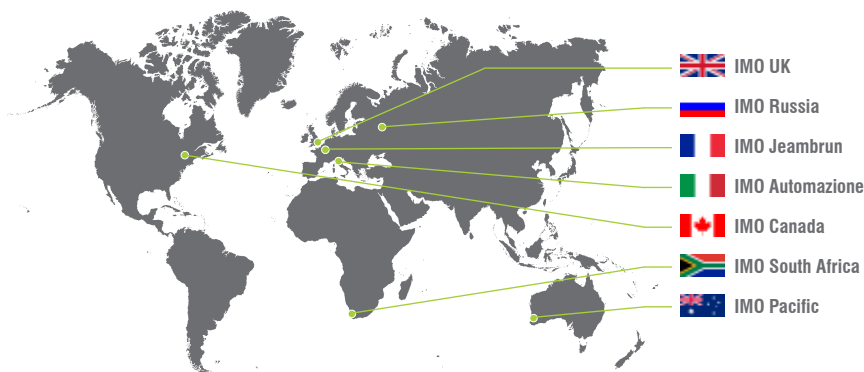 IMO UK
IMO Russia
IMO Jeambrun
IMO Automazione
IMO Canada
IMO South Africa
IMO Pacific